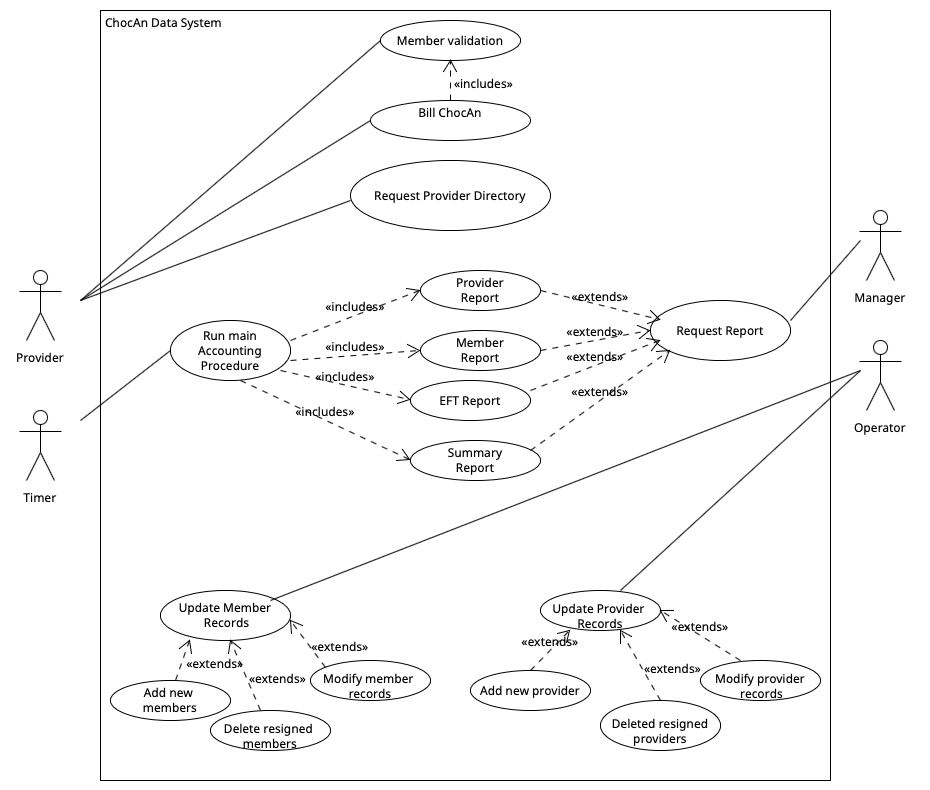 ChocAn Data System
Member validation
«includes»
Bill ChocAn
Request Provider Directory
Provider
Manager
Operator
Timer
Run main
Accounting
Procedure
«includes»
«includes»
«includes»
«includes»
Provider
Report
Member
Report
EFT Report
Summary
Report
«extends»
«extends»
«extends»
«extends»
Request Report
Update Member
Records
«extends»
«extends»
«extends»
Add new
members
Delete resigned
members
Modify member
records
Update Provider
Records
«extends»
«extends»
«extends»
Add new provider
Deleted resigned
providers
Modify provider
records